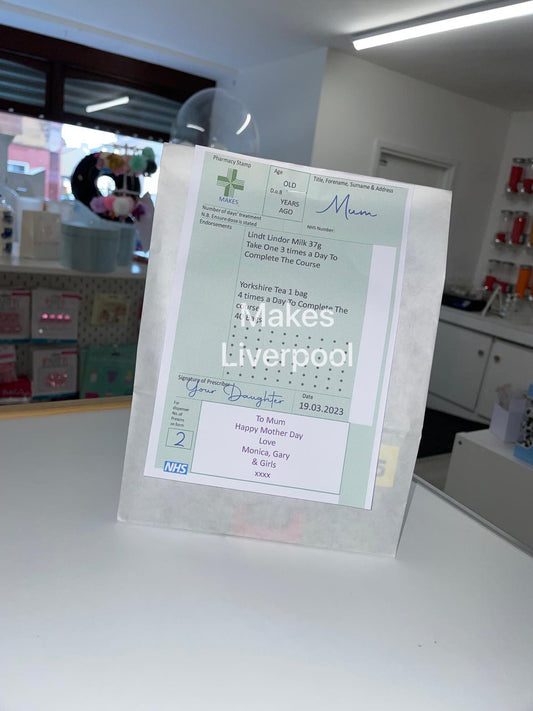 Pharmacy Stamp
Age
Title, Forename, Surname & Address
MAKES
OLD
D.o.B
YEARS
AGO
Mum
Number of days' treatment
N.B. Ensure dose is stated
NHS Number:
Endorsements
Lindt Lindor Milk 37g
Take One 3 times a Day To
Complete The Course
Yorkshire Tea 1 bag
4 times a Day To Complete The
course
40 Bags
Makes
Liverpool
Signature of Prescriber
Your Daughter
Date
19.03.2023
For
dispenser
No. of
Prescns
on form
2
NHS
To Mum
Happy Mother Day
Love
Monica, Gary
& Girls
xxxx